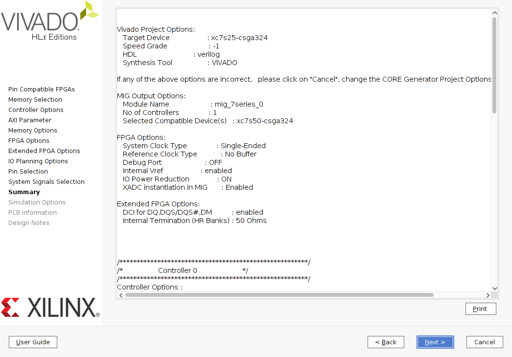 VIVADO
HLx Editions
Pin Compatible FPGAs
Memory Selection
Controller Options
AXI Parameter
Memory Options
FPGA Options
Extended FPGA Options
IO Planning Options
Pin Selection
System Signals Selection
Summary
Simulation Options
PCB Information
Design Notes
XILINX
Vivado Project Options:
Target Device : xc7s25-csga324
Speed Grade : -1
HDL : verilog
Synthesis Tool : VIVADO
If any of the above options are incorrect, please click on "Cancel", change the CORE Generator Project Options
MIG Output Options:
Module Name : mig_7series_0
No of Controllers : 1
Selected Compatible Device(s) : xc7s50-csga324
FPGA Options:
System Clock Type : Single-Ended
Reference Clock Type : No Buffer
Debug Port : OFF
Internal Vref : enabled
IO Power Reduction : ON
XADC instantiation in MIG : Enabled
Extended FPGA Options:
DCI for DQ,DQS/DQS#,DM : enabled
Internal Termination (HR Banks) : 50 Ohms
/*******************************************************/
/* Controller 0 */
/*******************************************************/
Controller Options :
Print
User Guide
< Back
Next >
Cancel